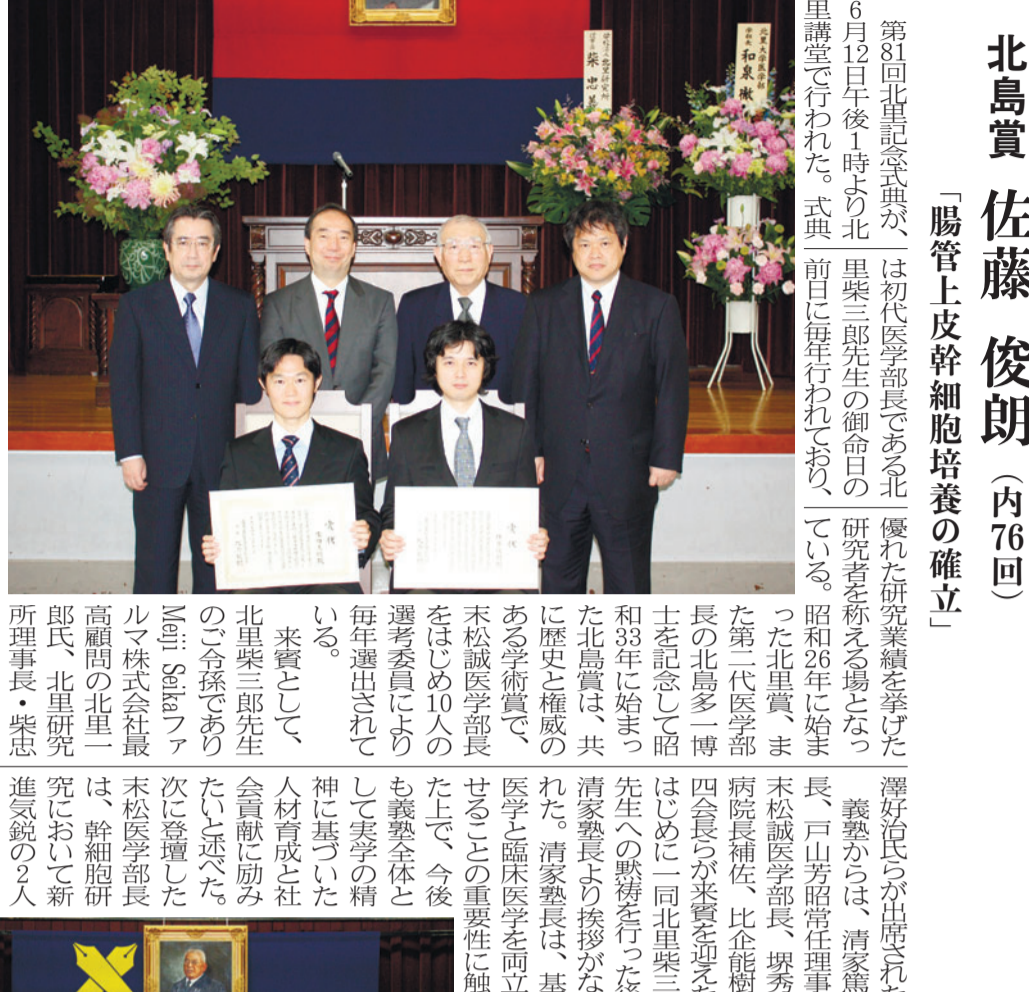 北島賞 佐藤 俊朗(内76回)
「腸管上皮幹細胞培養の確立」
第81回北里記念式典が、
6月12日午後1時より北
里講堂で行われた。式典
は初代医学部長である北
里柴三郎先生の御命日の
前日に毎年行われており、
優れた研究業績を挙げた
研究者を称える場となっ
ている。昭和26年に始ま
った北里賞、ま
た第二代医学部
長の北島多一博
士を記念して昭
和33年に始まっ
た北島賞は、共
に歴史と権威の
ある学術賞で、
末松誠医学部長
をはじめ10人の
選考委員により
毎年選出されて
いる。
来賓として、
北里柴三郎先生
のご令孫であり
Meiji Seikaファ
ルマ株式会社最
高顧問の北里一
郎氏、北里研究
所理事長・柴忠
澤好治氏らが出席された
義塾からは、清家篤
長、戸山芳昭常任理事
末松誠医学部長、堺秀
病院長補佐、比企能樹
四会長らが来賓を迎えた
はじめに一同北里柴三
先生への黙祷を行った後
清家塾長より挨拶がな
れた。清家塾長は、基
医学と臨床医学を両立
せることの重要性に触
た上で、今後
も義塾全体と
して実学の精
神に基づいた
人材育成と社
会貢献に励み
たいと述べた。
次に登壇した
末松医学部長
は、幹細胞研
究において新
進気鋭の2人
北里大学医学部
和泉 徹
柴 忠
賞状
賞状